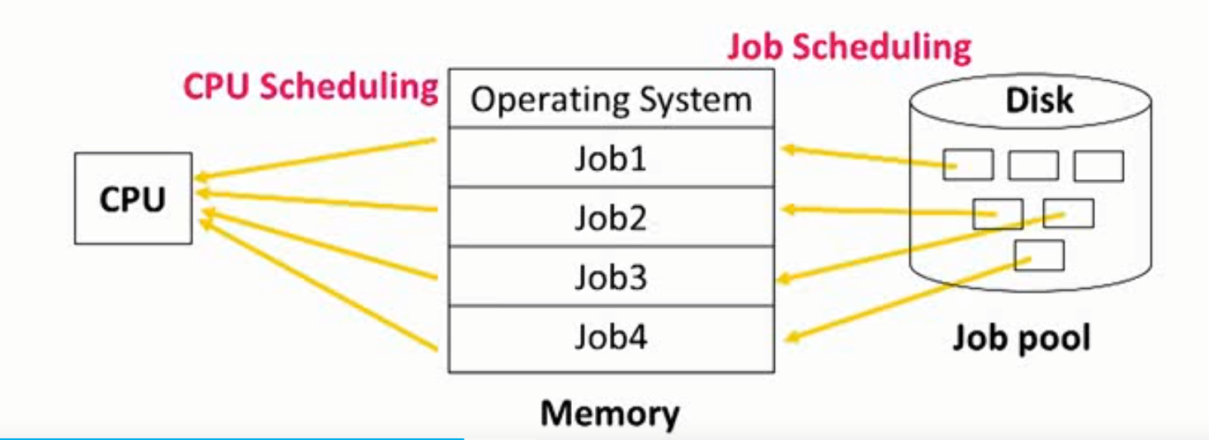 Job Scheduling
CPU Scheduling
Operating System
Disk
Job1
CPU
Job2
Job3
Job4
Job pool
Memory